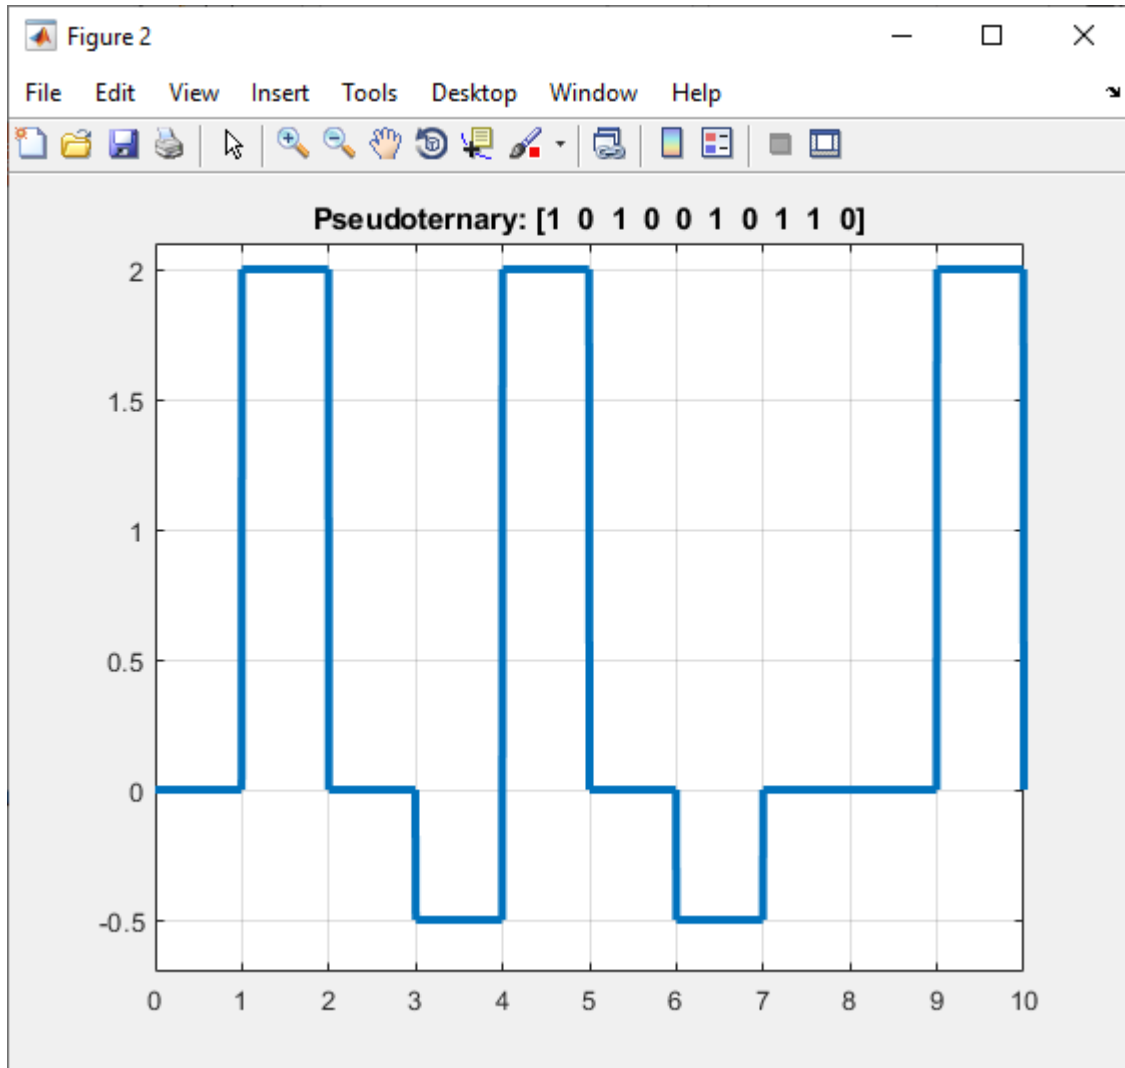 Figure 2
File Edit View Insert Tools Desktop Window Help
Pseudoternary: [1 0 1 0 0 1 0 1 1 0]
2
1.5
1
0.5
0
-0.5
0 1 2 3 4 5 6 7 8 9 10